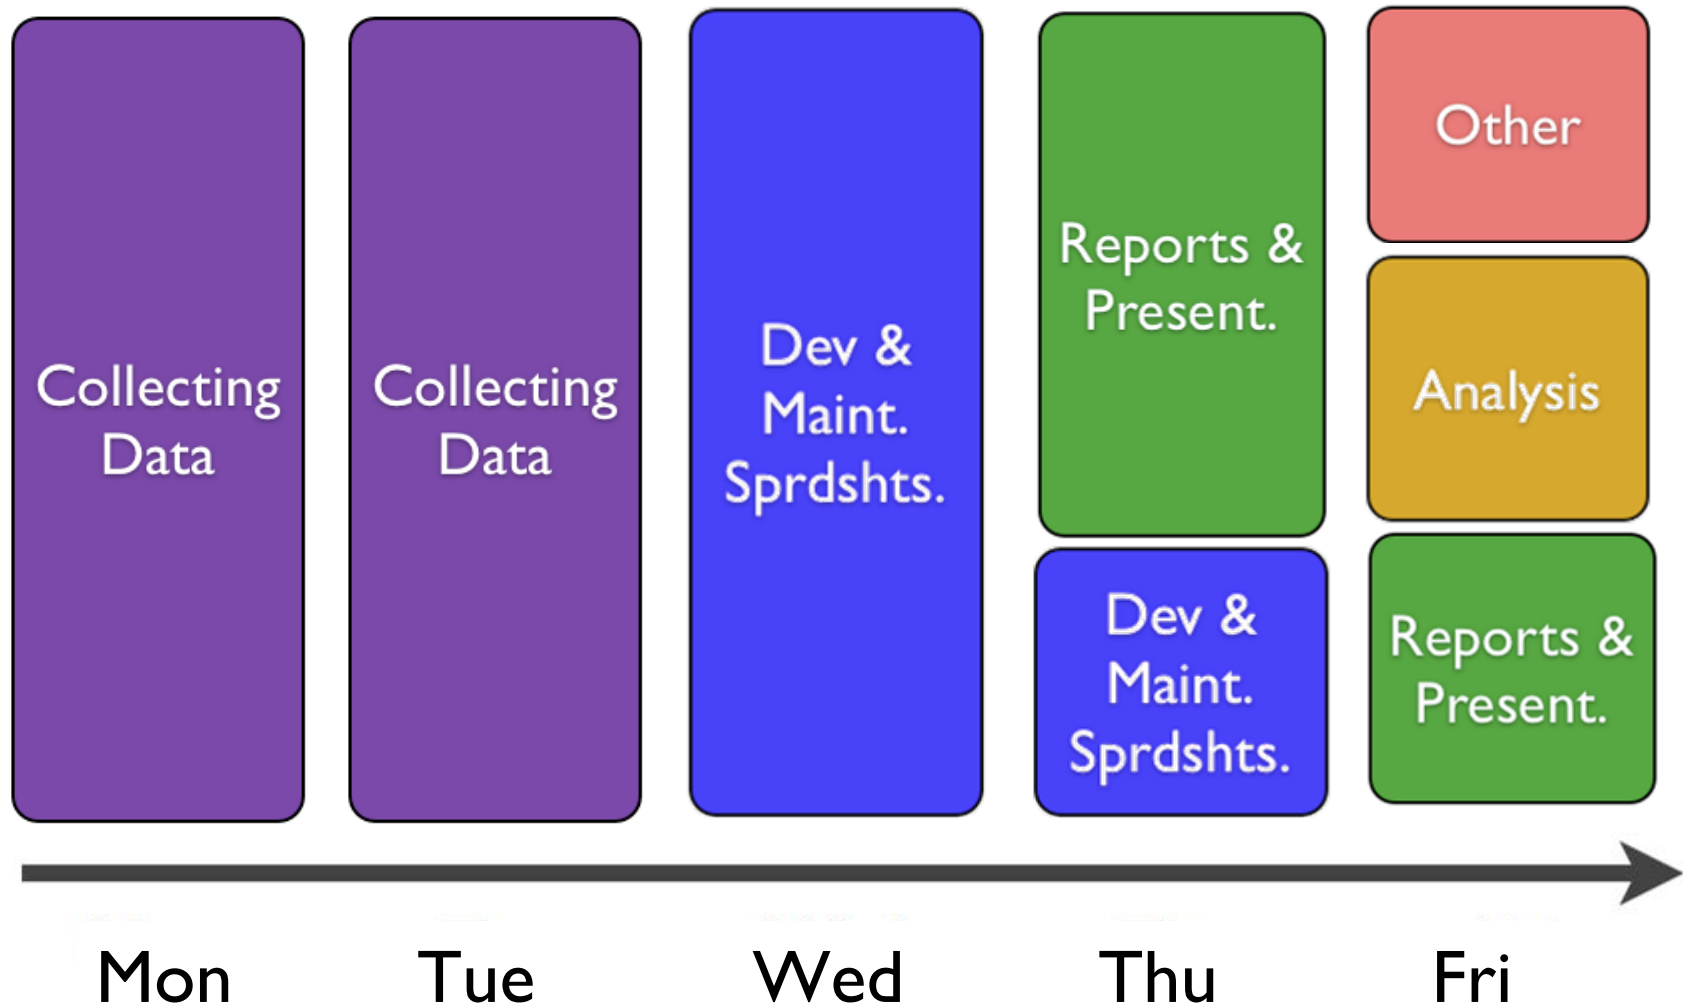 Collecting
Data
Collecting
Data
Dev &
Maint.
Sprdshts.
Reports &
Present.
Dev &
Maint.
Sprdshts.
Other
Analysis
Reports &
Present.
Mon
Tue
Wed
Thu
Fri